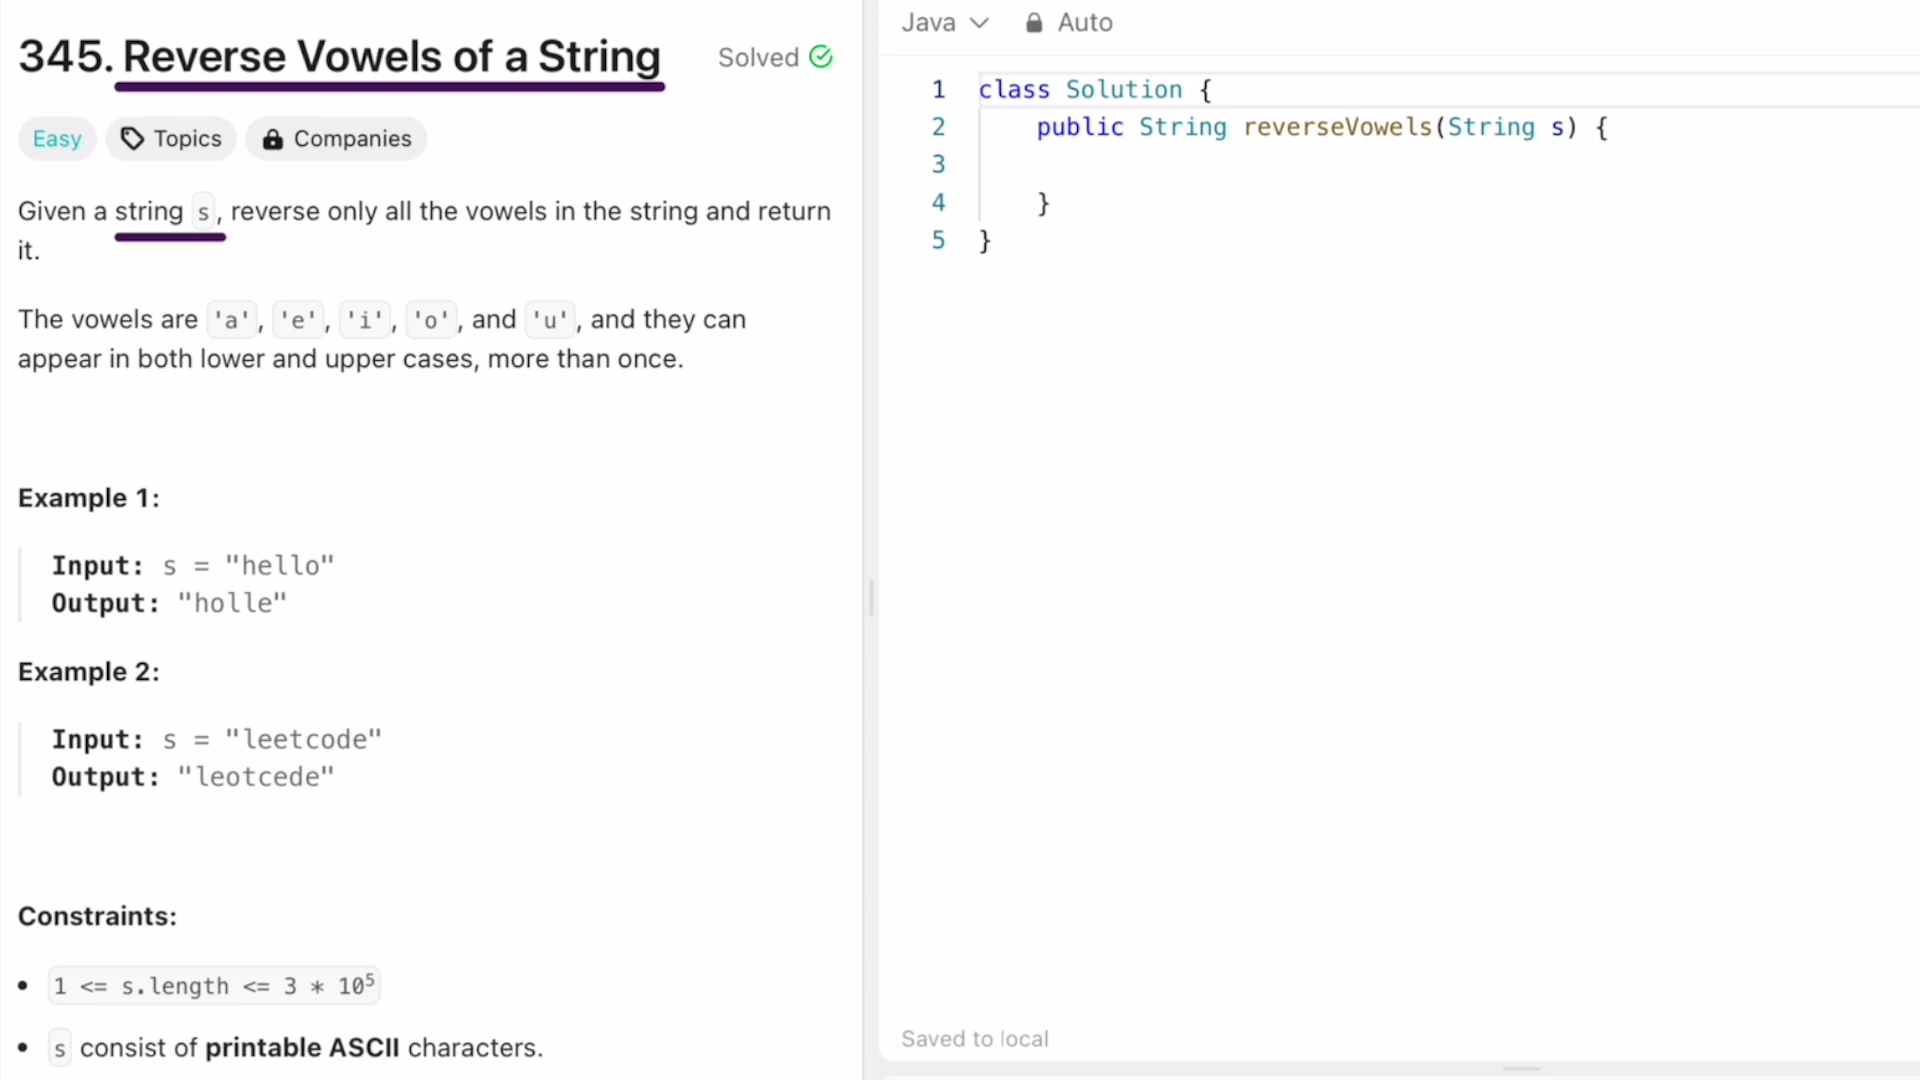 345. Reverse Vowels of a String
Solved
Easy
Topics
Companies
Given a string s, reverse only all the vowels in the string and return
it.
The vowels are 'a', 'e', 'i', 'o', and 'u', and they can
appear in both lower and upper cases, more than once.
Example 1:
Input: s = "hello"
Output: "holle"
Example 2:
Input: s = "leetcode"
Output: "leotcede"
Constraints:
• 1 <= s.length <= 3 * 10⁵
• s consist of printable ASCII characters.
Java
Auto
1 class Solution {
2     public String reverseVowels(String s) {
3
4     }
5 }
Saved to local